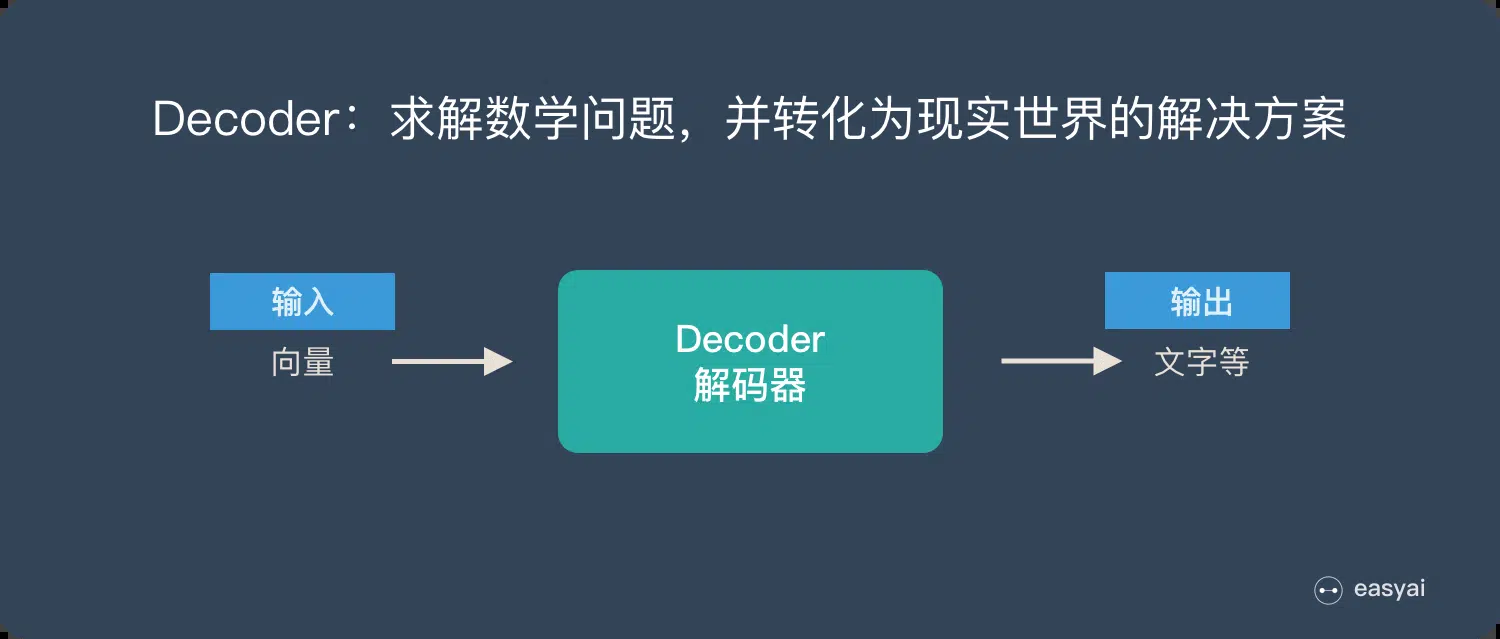 Decoder：求解数学问题，并转化为现实世界的解决方案
输入
向量
Decoder
解码器
输出
文字等
easyai